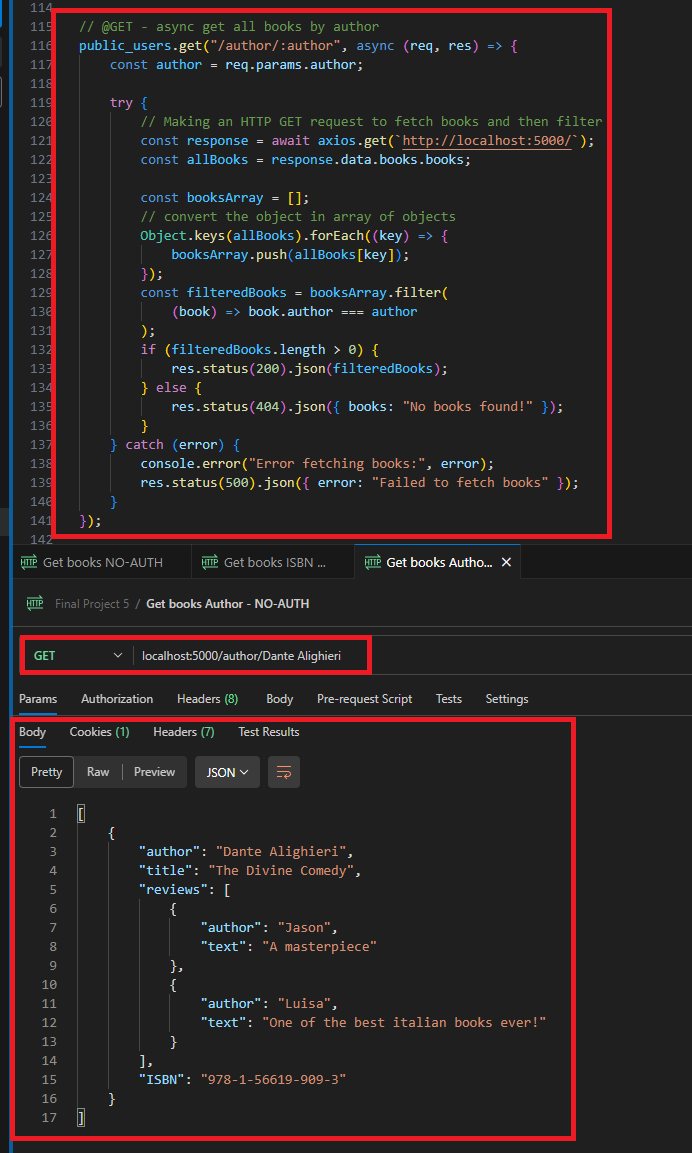 114
115 // @GET - async get all books by author
116 public_users.get("/author/:author", async (req, res) => {
117     const author = req.params.author;
118
119     try {
120         // Making an HTTP GET request to fetch books and then filter
121         const response = await axios.get(`http://localhost:5000/`);
122         const allBooks = response.data.books.books;
123
124         const booksArray = [];
125         // convert the object in array of objects
126         Object.keys(allBooks).forEach((key) => {
127             booksArray.push(allBooks[key]);
128         });
129         const filteredBooks = booksArray.filter(
130             (book) => book.author === author
131         );
132         if (filteredBooks.length > 0) {
133             res.status(200).json(filteredBooks);
134         } else {
135             res.status(404).json({ books: "No books found!" });
136         }
137     } catch (error) {
138         console.error("Error fetching books:", error);
139         res.status(500).json({ error: "Failed to fetch books" });
140     }
141 });
142
HTTP Get books NO-AUTH HTTP Get books ISBN ... HTTP Get books Autho... ×
HTTP Final Project 5 / Get books Author - NO-AUTH
GET localhost:5000/author/Dante Alighieri
Params Authorization Headers (8) Body Pre-request Script Tests Settings
Body Cookies (1) Headers (7) Test Results
Pretty Raw Preview JSON
1 [
2     {
3         "author": "Dante Alighieri",
4         "title": "The Divine Comedy",
5         "reviews": [
6             {
7                 "author": "Jason",
8                 "text": "A masterpiece"
9             },
10             {
11                 "author": "Luisa",
12                 "text": "One of the best italian books ever!"
13             }
14         ],
15         "ISBN": "978-1-56619-909-3"
16     }
17 ]